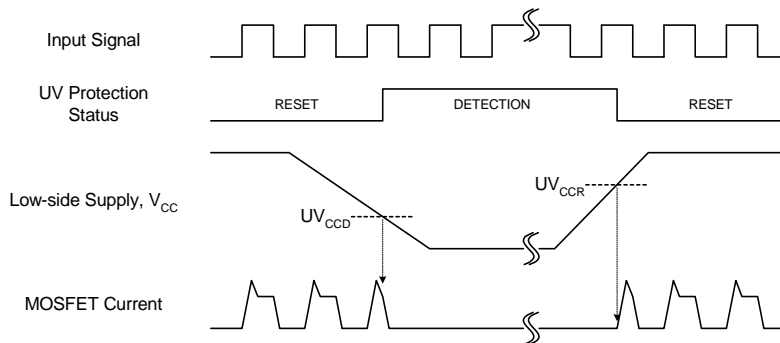 Input Signal
UV Protection
Status
RESET
DETECTION
RESET
Low-side Supply, VCC
UVCCD
UVCCR
MOSFET Current